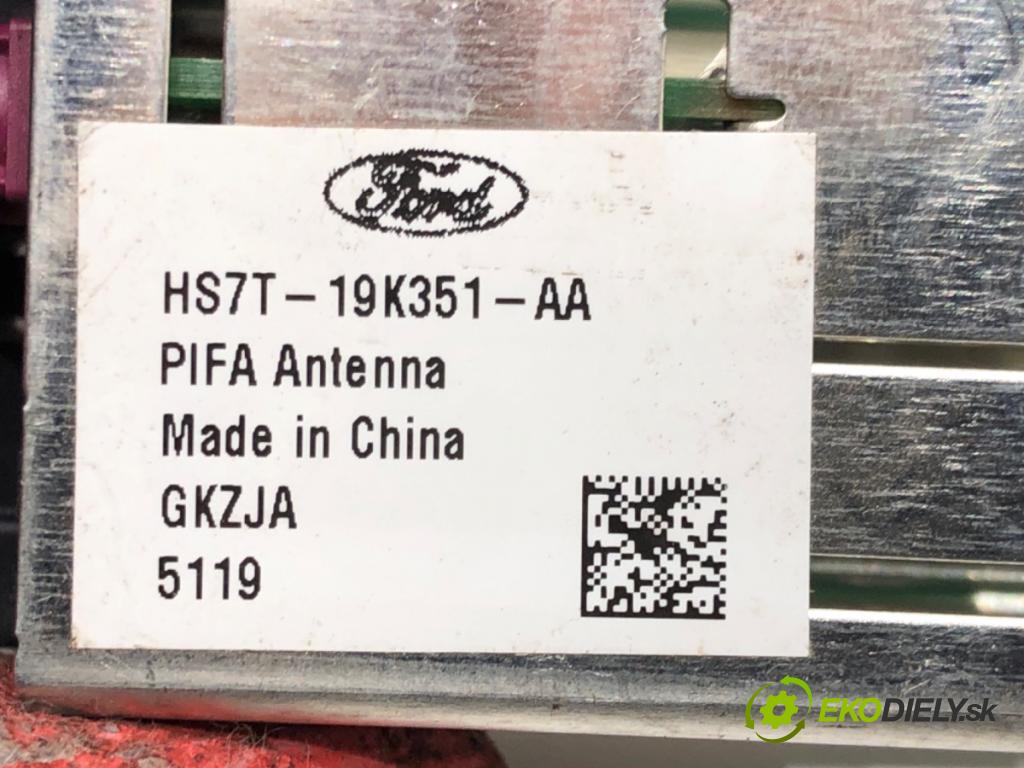 Ford
HS7T-19K351-AA
PIFA Antenna
Made in China
GKZJA
5119
EKODIELY.sk